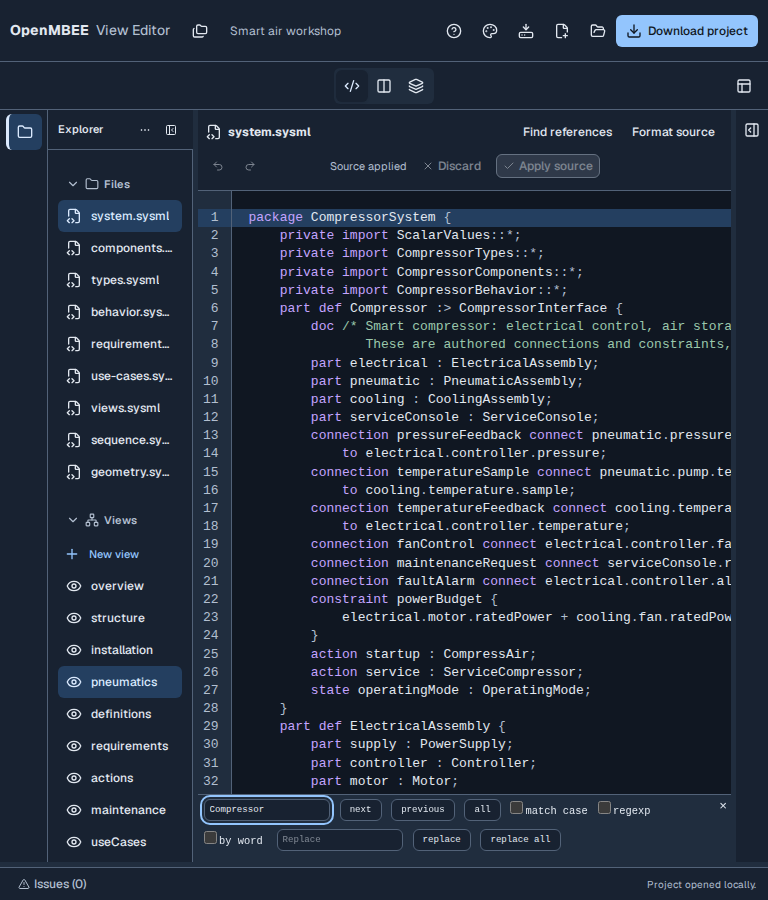 OpenMBEE View Editor Smart air workshop Download project
Explorer
Files
system.sysml
components....
types.sysml
behavior.sys...
requirement...
use-cases.sy...
views.sysml
sequence.sy...
geometry.sy...
Views
New view
overview
structure
installation
pneumatics
definitions
requirements
actions
maintenance
useCases
system.sysml Find references Format source
Source applied Discard Apply source
1 package CompressorSystem {
2 private import ScalarValues::*;
3 private import CompressorTypes::*;
4 private import CompressorComponents::*;
5 private import CompressorBehavior::*;
6 part def Compressor :> CompressorInterface {
7 doc /* Smart compressor: electrical control, air stora
8 These are authored connections and constraints,
9 part electrical : ElectricalAssembly;
10 part pneumatic : PneumaticAssembly;
11 part cooling : CoolingAssembly;
12 part serviceConsole : ServiceConsole;
13 connection pressureFeedback connect pneumatic.pressure
14 to electrical.controller.pressure;
15 connection temperatureSample connect pneumatic.pump.te
16 to cooling.temperature.sample;
17 connection temperatureFeedback connect cooling.tempera
18 to electrical.controller.temperature;
19 connection fanControl connect electrical.controller.fa
20 connection maintenanceRequest connect serviceConsole.r
21 connection faultAlarm connect electrical.controller.al
22 constraint powerBudget {
23 electrical.motor.ratedPower + cooling.fan.ratedPow
24 }
25 action startup : CompressAir;
26 action service : ServiceCompressor;
27 state operatingMode : OperatingMode;
28 }
29 part def ElectricalAssembly {
30 part supply : PowerSupply;
31 part controller : Controller;
32 part motor : Motor;
Compressor next previous all match case regexp ×
by word Replace replace replace all
Issues (0) Project opened locally.